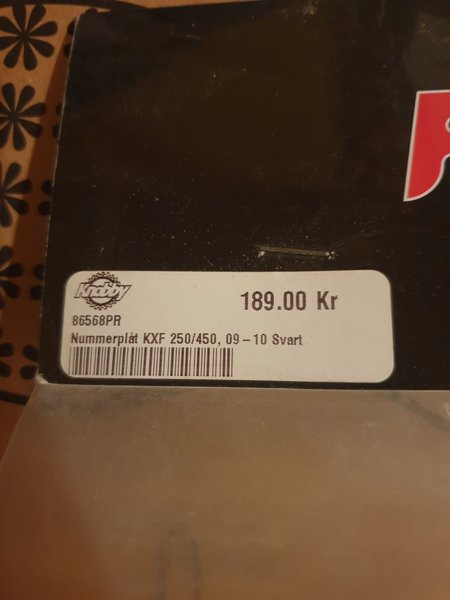 Knobby
189.00 Kr
86568PR
Nummerplåt KXF 250/450, 09-10 Svart